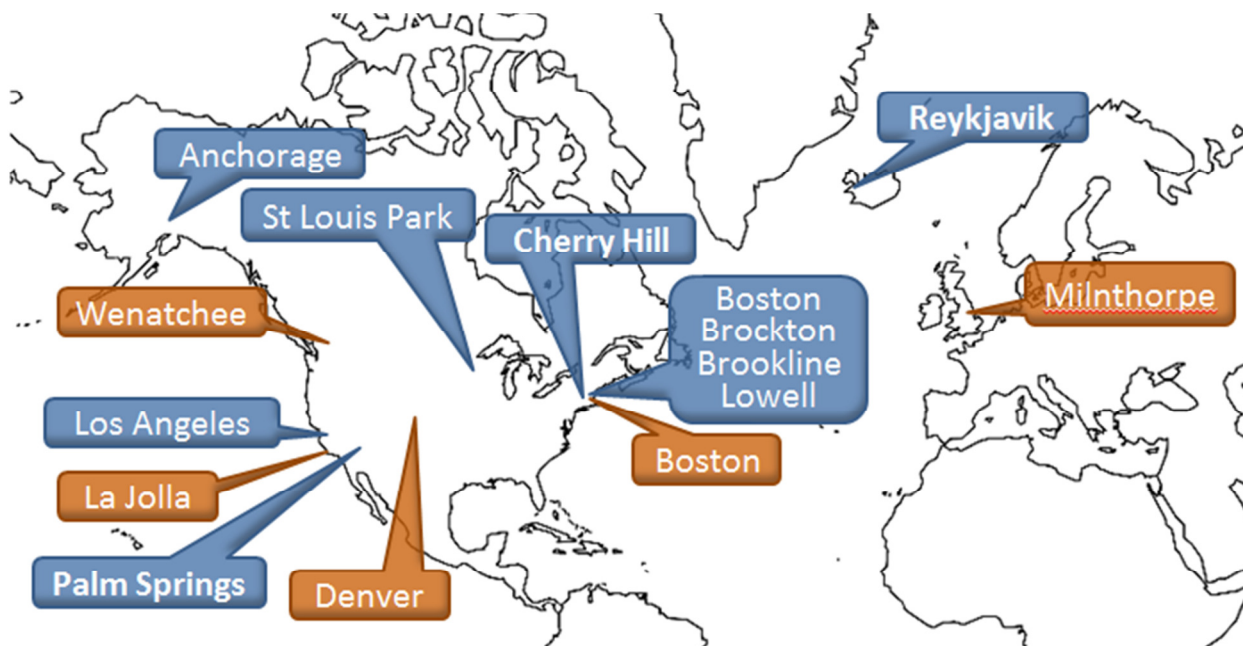 Reykjavik
Anchorage
St Louis Park
Cherry Hill
Wenatchee
Boston
Brockton
Brookline
Lowell
Milnthorpe
Los Angeles
Boston
La Jolla
Palm Springs
Denver